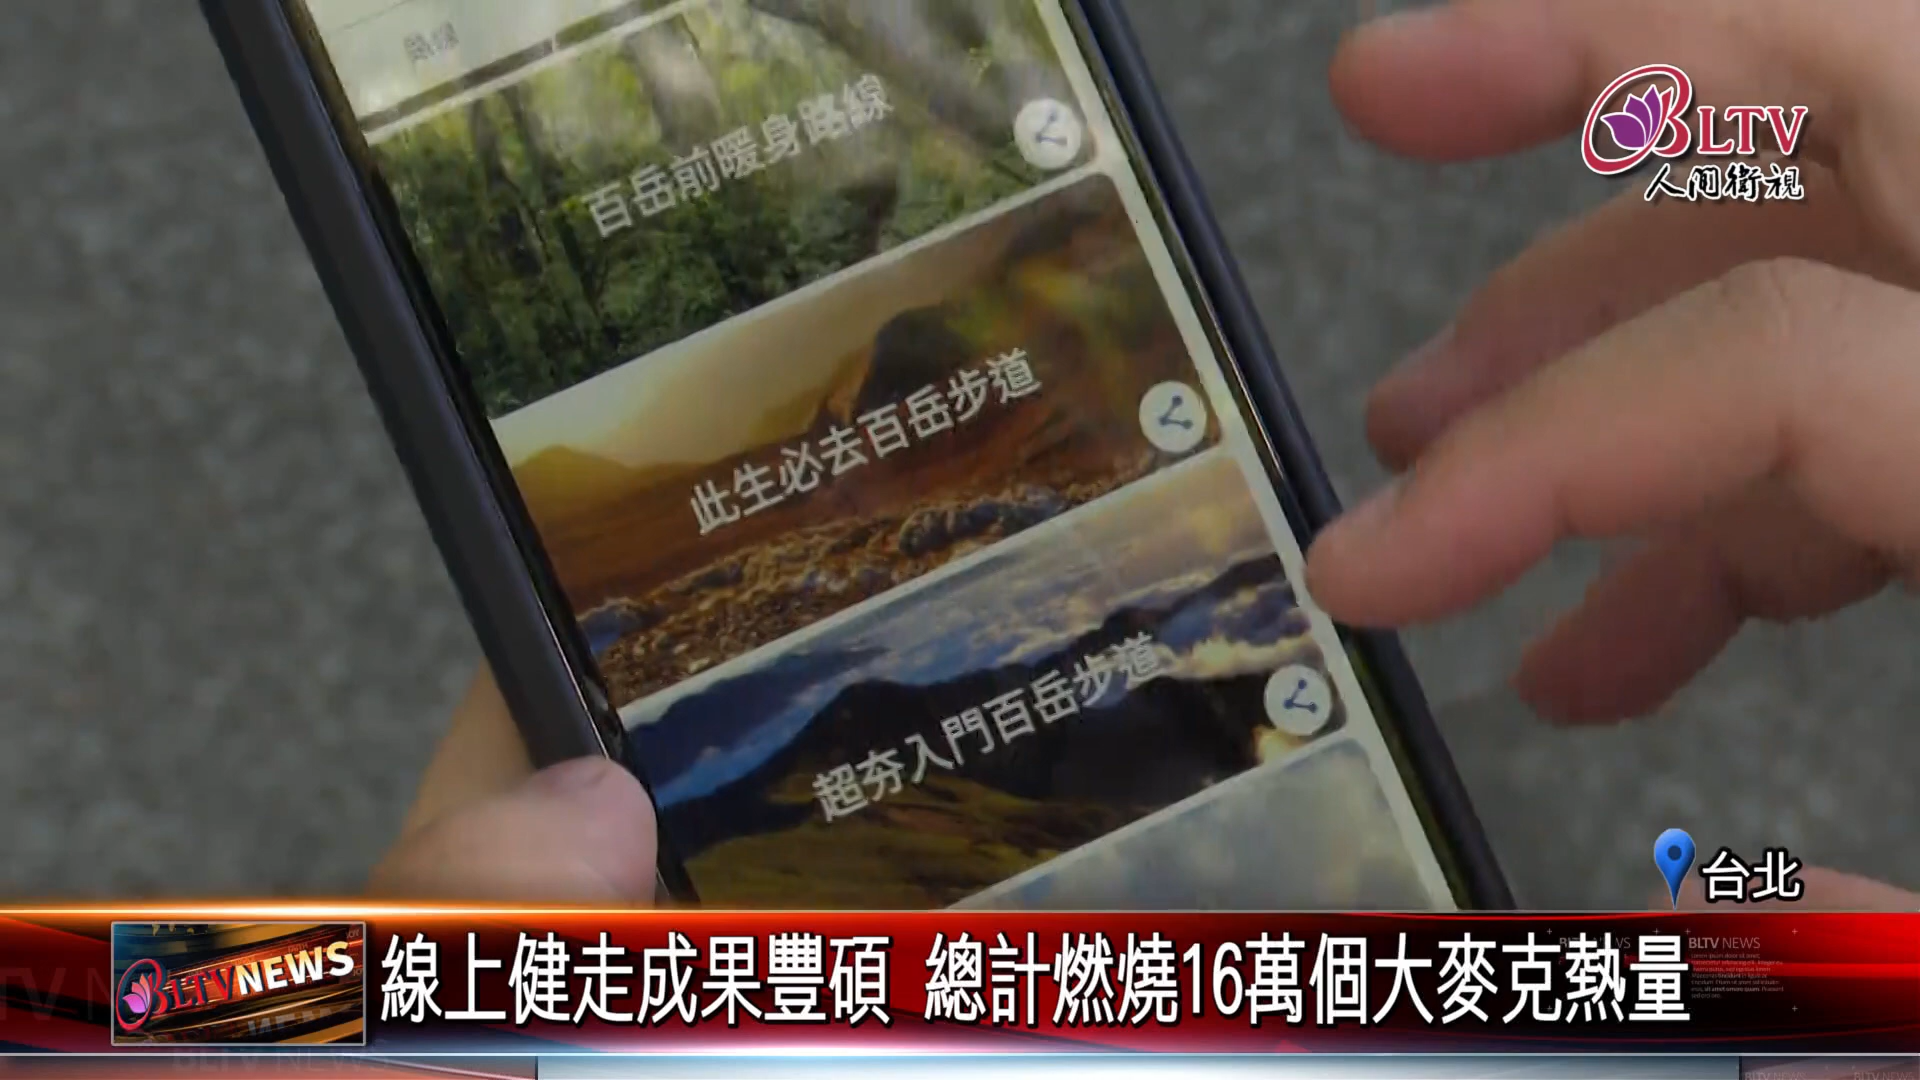 百岳前暖身路線
BLTV
人間衛視
此生必去百岳步道
超夯入門百岳步道
台北
BLTVNEWS
線上健走成果豐碩 總計燃燒16萬個大麥克熱量
BLTV NEWS